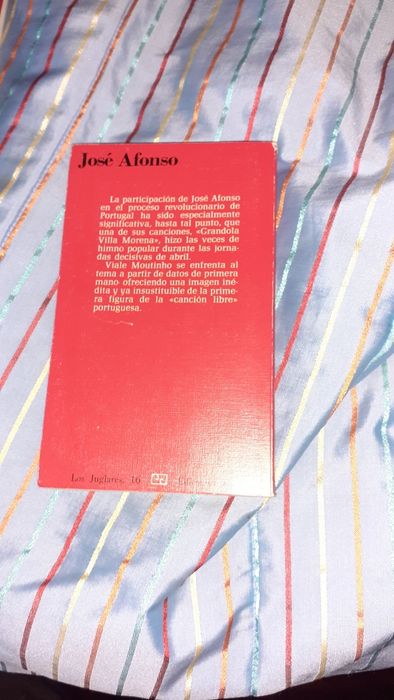 José Afonso
La participación de José Afonso
en el proceso revolucionario de
Portugal ha sido especialmente
significativa, hasta tal punto, que
una de sus canciones, «Grandola
Villa Morena», hizo las veces de
himno popular durante las jorna-
das decisivas de abril.
Viale Moutinho se enfrenta al
tema a partir de datos de primera
mano ofreciendo una imagen iné-
dita y ya insustituible de la prime-
ra figura de la «canción libre»
portuguesa.
Los Juglares, 16